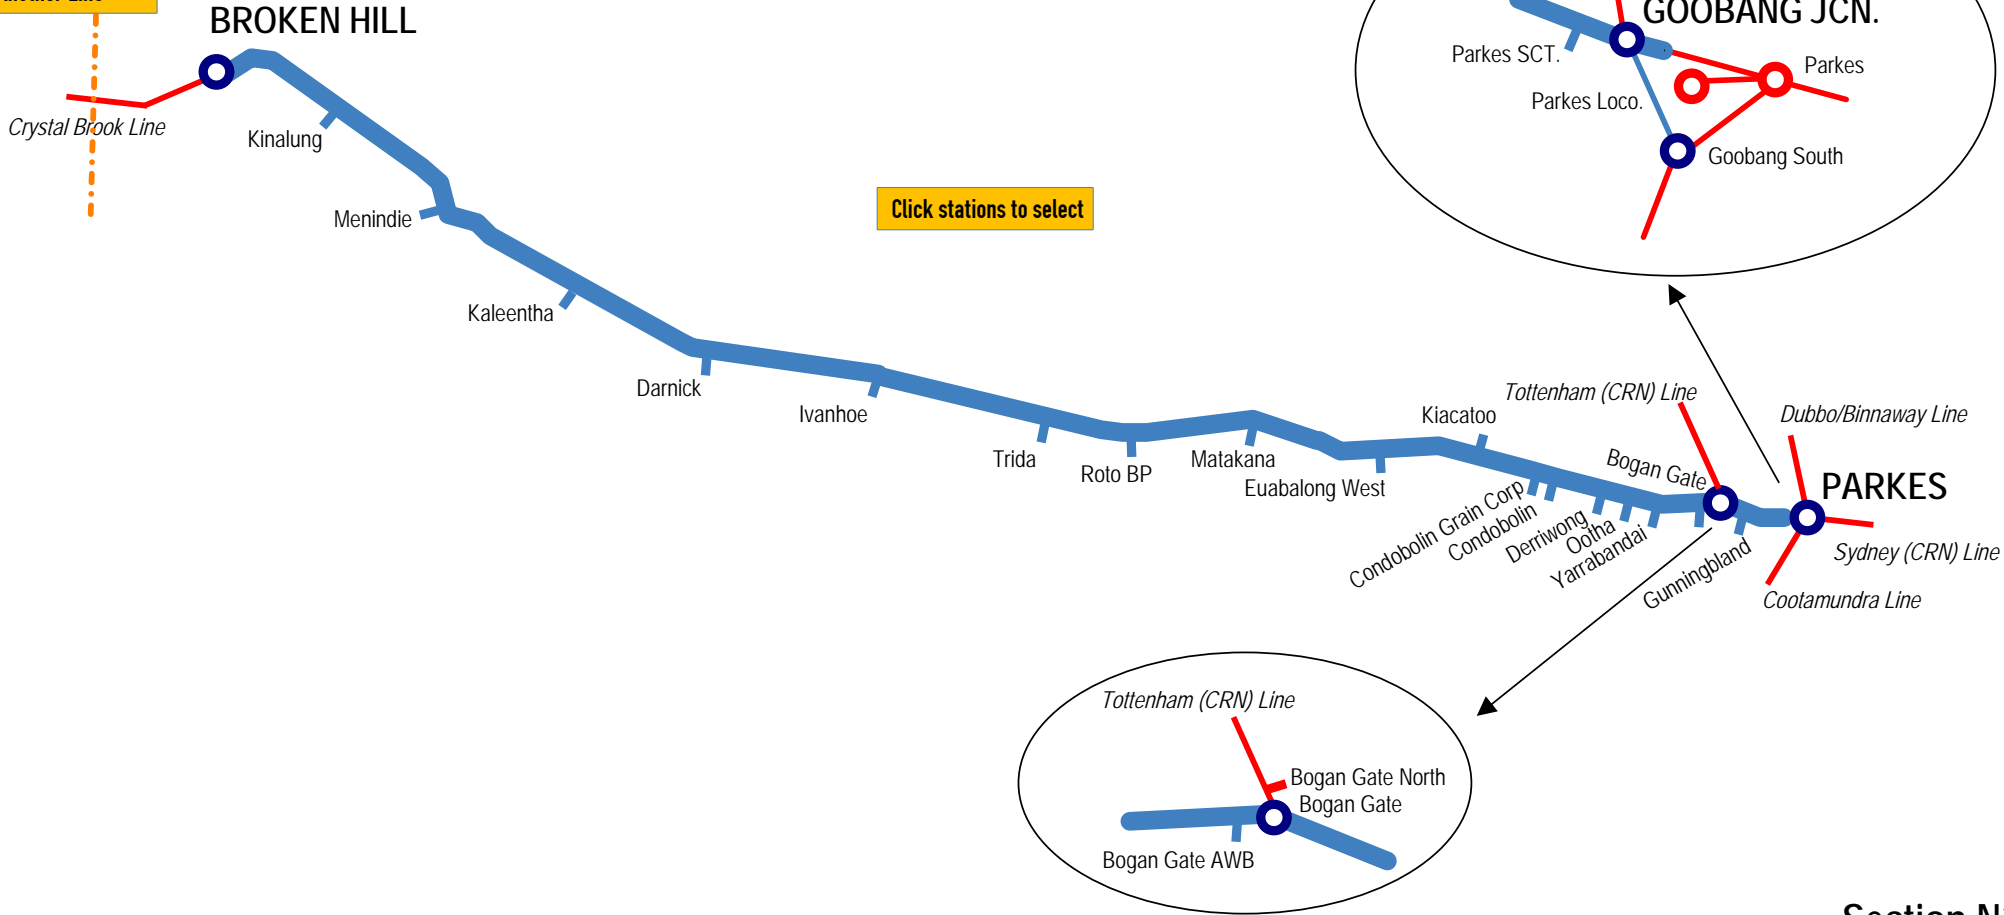 BROKEN HILL
GOOBANG JCN.
Parkes SCT.
Parkes
Parkes Loco.
Crystal Brook Line
Kinalung
Goobang South
Click stations to select
Menindie
Kaleentha
Darnick
Ivanhoe
Tottenham (CRN) Line
Kiacatoo
Dubbo/Binnaway Line
Trida
Roto BP
Matakana
Euabalong West
Bogan Gate
PARKES
Condobolin Grain Corp
Condobolin
Derriwong
Ootha
Yarrabandai
Gunningbland
Sydney (CRN) Line
Cootamundra Line
Tottenham (CRN) Line
Bogan Gate North
Bogan Gate
Bogan Gate AWB
Section